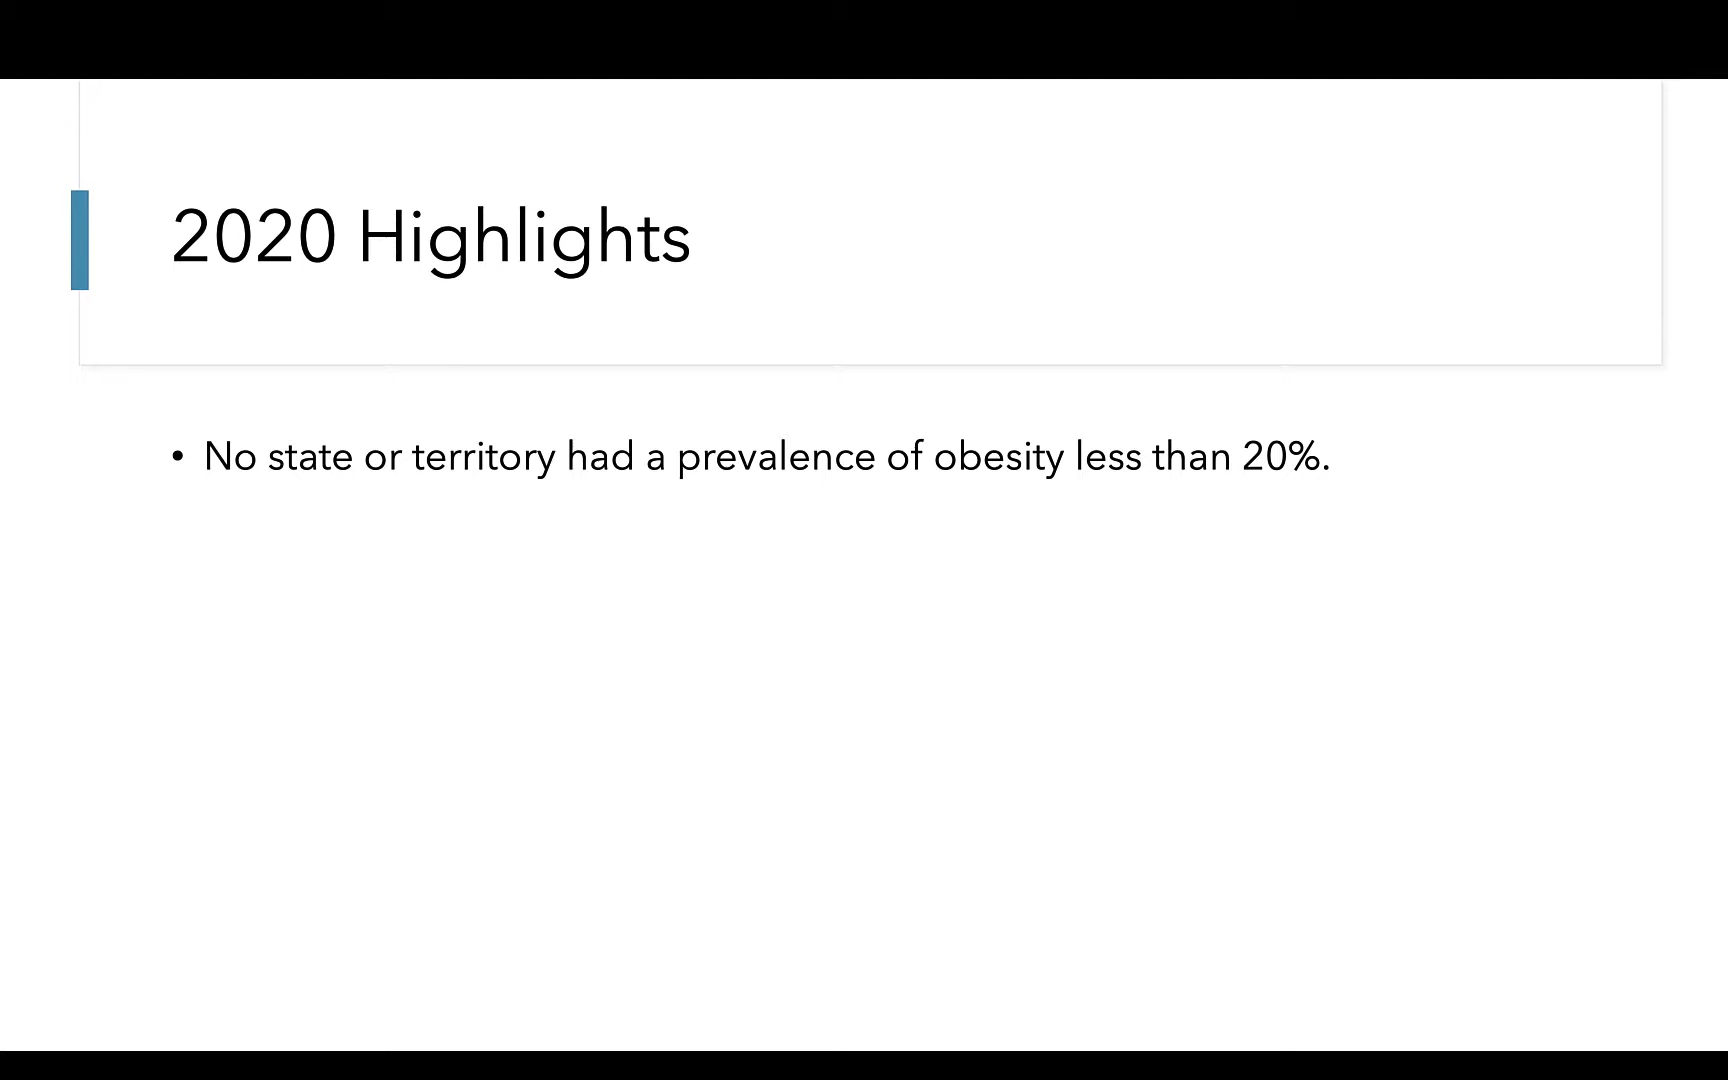 2020 Highlights
• No state or territory had a prevalence of obesity less than 20%.